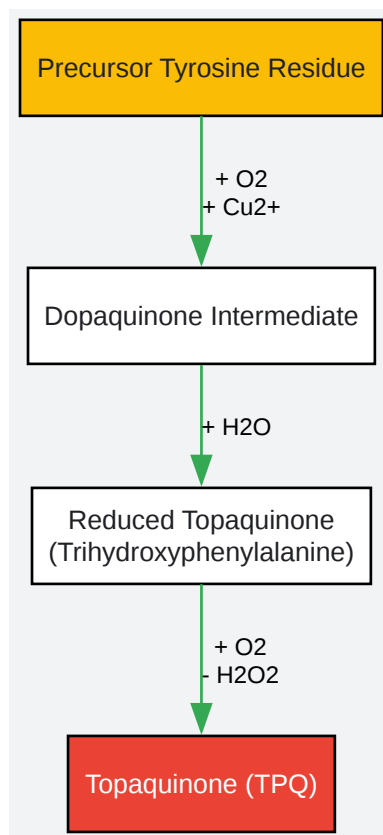 Precursor Tyrosine Residue
+ O2
+ Cu2+
Dopaquinone Intermediate
+ H2O
Reduced Topaquinone
(Trihydroxyphenylalanine)
+ O2
- H2O2
Topaquinone (TPQ)